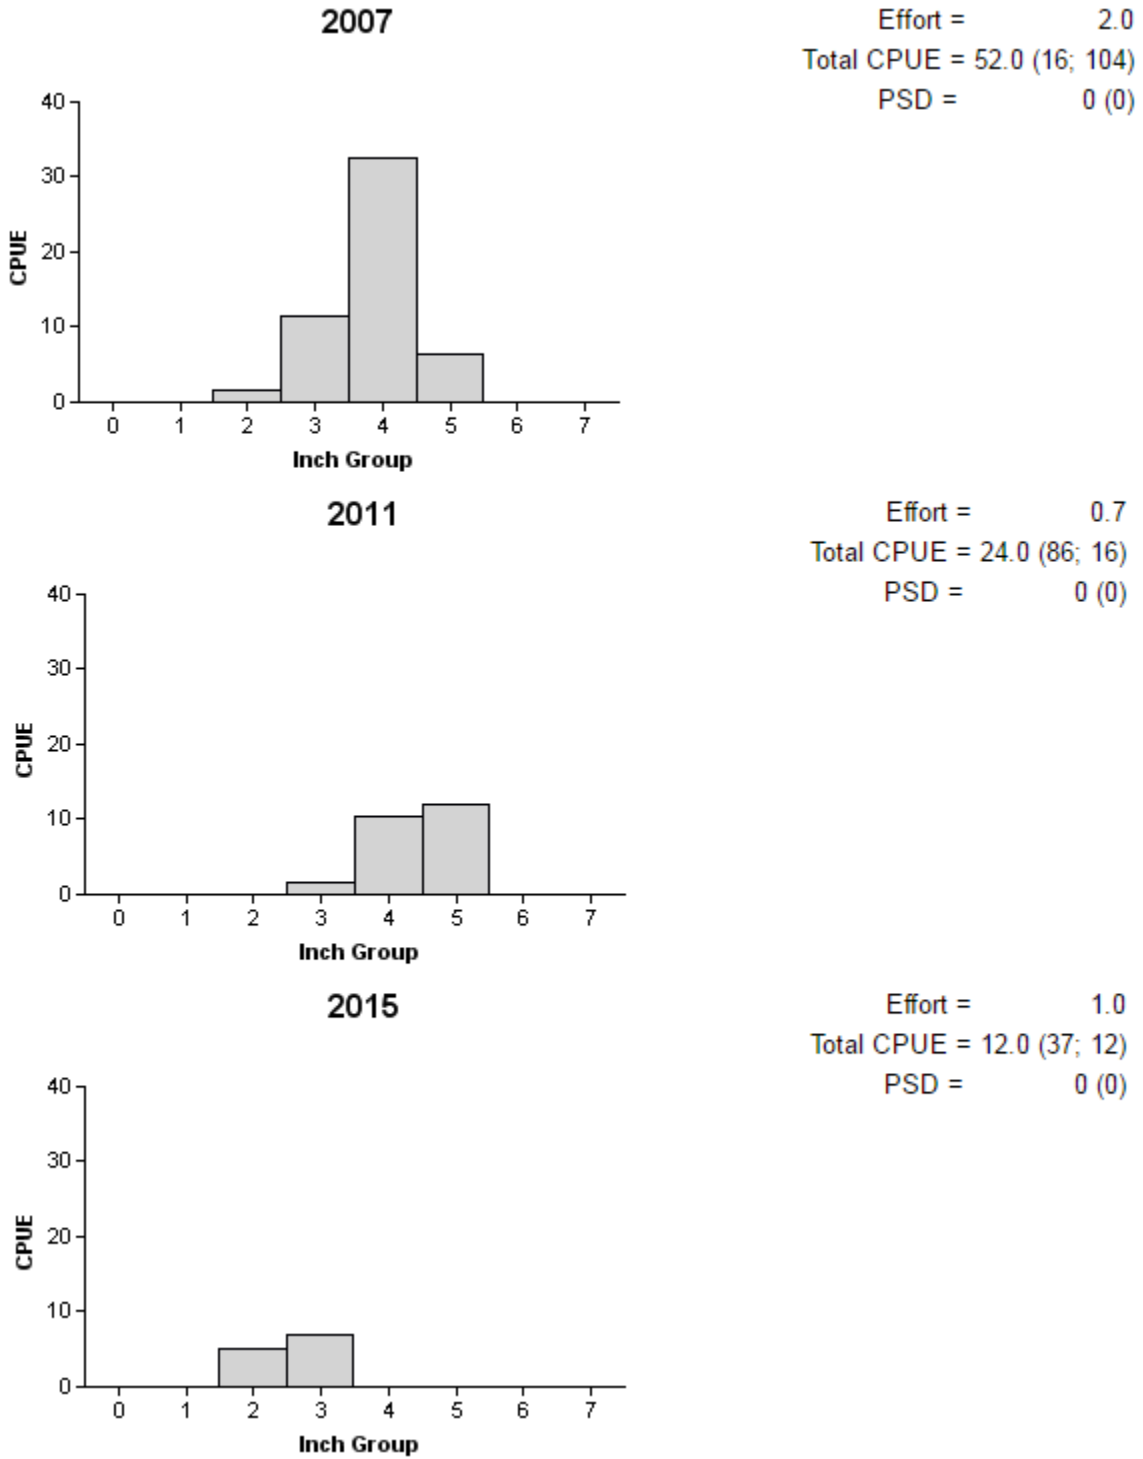 2007
Effort = 2.0
Total CPUE = 52.0 (16; 104)
PSD = 0 (0)
40
30
20
10
0
CPUE
0 1 2 3 4 5 6 7
Inch Group
2011
Effort = 0.7
Total CPUE = 24.0 (86; 16)
PSD = 0 (0)
40
30
20
10
0
CPUE
0 1 2 3 4 5 6 7
Inch Group
2015
Effort = 1.0
Total CPUE = 12.0 (37; 12)
PSD = 0 (0)
40
30
20
10
0
CPUE
0 1 2 3 4 5 6 7
Inch Group